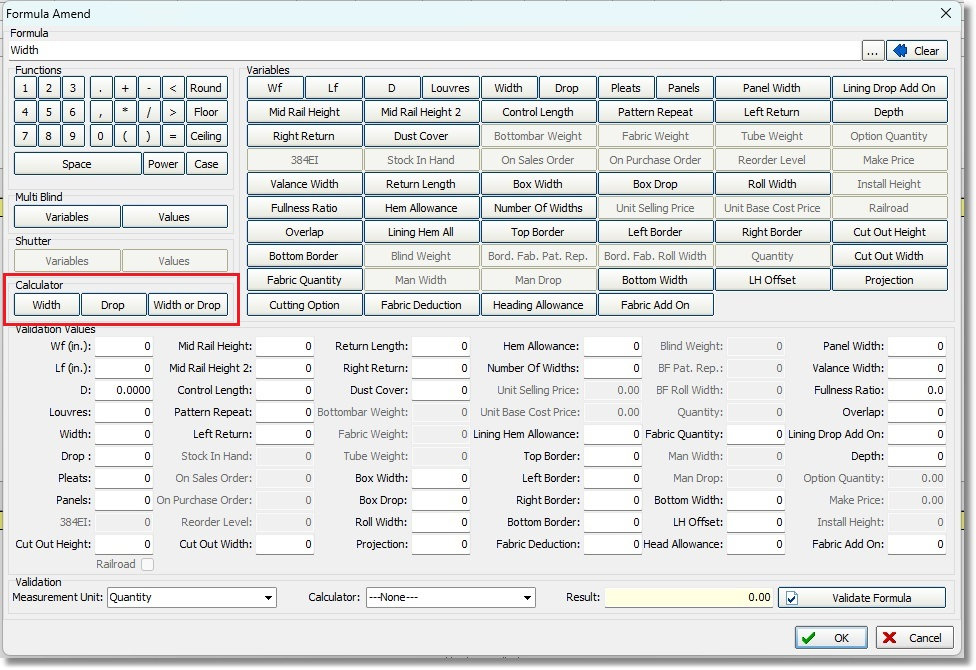 Formula Amend
Formula
Width ... Clear
Functions Variables
1 2 3 . + - < Round Wf Lf D Louvres Width Drop Pleats Panels Panel Width Lining Drop Add On
4 5 6 , * / > Floor Mid Rail Height Mid Rail Height 2 Control Length Pattern Repeat Left Return Depth
7 8 9 0 ( ) = Ceiling Right Return Dust Cover Bottombar Weight Fabric Weight Tube Weight Option Quantity
Space Power Case 384EI Stock In Hand On Sales Order On Purchase Order Reorder Level Make Price
Valance Width Return Length Box Width Box Drop Roll Width Install Height
Multi Blind
Variables Values Fullness Ratio Hem Allowance Number Of Widths Unit Selling Price Unit Base Cost Price Railroad
Overlap Lining Hem All Top Border Left Border Right Border Cut Out Height
Shutter
Variables Values Bottom Border Blind Weight Bord. Fab. Pat. Rep. Bord. Fab. Roll Width Quantity Cut Out Width
Fabric Quantity Man Width Man Drop Bottom Width LH Offset Projection
Calculator
Width Drop Width or Drop Cutting Option Fabric Deduction Heading Allowance Fabric Add On
Validation Values
Wf (in.): 0 Mid Rail Height: 0 Return Length: 0 Hem Allowance: 0 Blind Weight: 0 Panel Width: 0
Lf (in.): 0 Mid Rail Height 2: 0 Right Return: 0 Number Of Widths: 0 BF Pat. Rep.: 0 Valance Width: 0
D: 0.0000 Control Length: 0 Dust Cover: 0 Unit Selling Price: 0.00 BF Roll Width: 0 Fullness Ratio: 0.0
Louvres: 0 Pattern Repeat: 0 Bottombar Weight: 0 Unit Base Cost Price: 0.00 Quantity: 0 Overlap: 0
Width: 0 Left Return: 0 Fabric Weight: 0 Lining Hem Allowance: 0 Fabric Quantity: 0 Lining Drop Add On: 0
Drop : 0 Stock In Hand: 0 Tube Weight: 0 Top Border: 0 Man Width: 0 Depth: 0
Pleats: 0 On Sales Order: 0 Box Width: 0 Left Border: 0 Man Drop: 0 Option Quantity: 0.00
Panels: 0 On Purchase Order: 0 Box Drop: 0 Right Border: 0 Bottom Width: 0 Make Price: 0.00
384EI: 0 Reorder Level: 0 Roll Width: 0 Bottom Border: 0 LH Offset: 0 Install Height: 0
Cut Out Height: 0 Cut Out Width: 0 Projection: 0 Fabric Deduction: 0 Head Allowance: 0 Fabric Add On: 0
Railroad
Validation
Measurement Unit: Quantity Calculator: ---None--- Result: 0.00 Validate Formula
OK Cancel